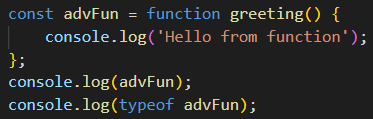 const advFun = function greeting() {
    console.log('Hello from function');
};
console.log(advFun);
console.log(typeof advFun);